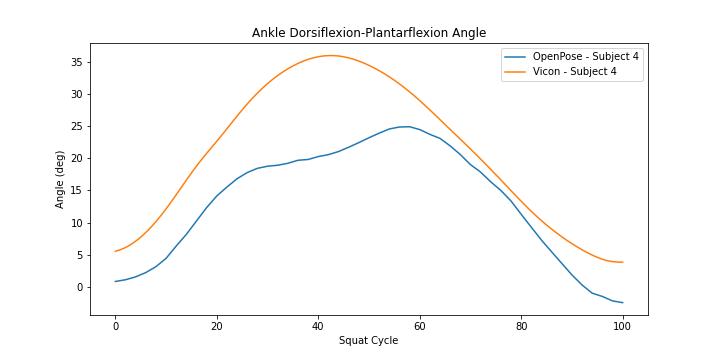 Ankle Dorsiflexion-Plantarflexion Angle
OpenPose - Subject 4
Vicon - Subject 4
35
30
25
20
15
10
5
0
Angle (deg)
0 20 40 60 80 100
Squat Cycle